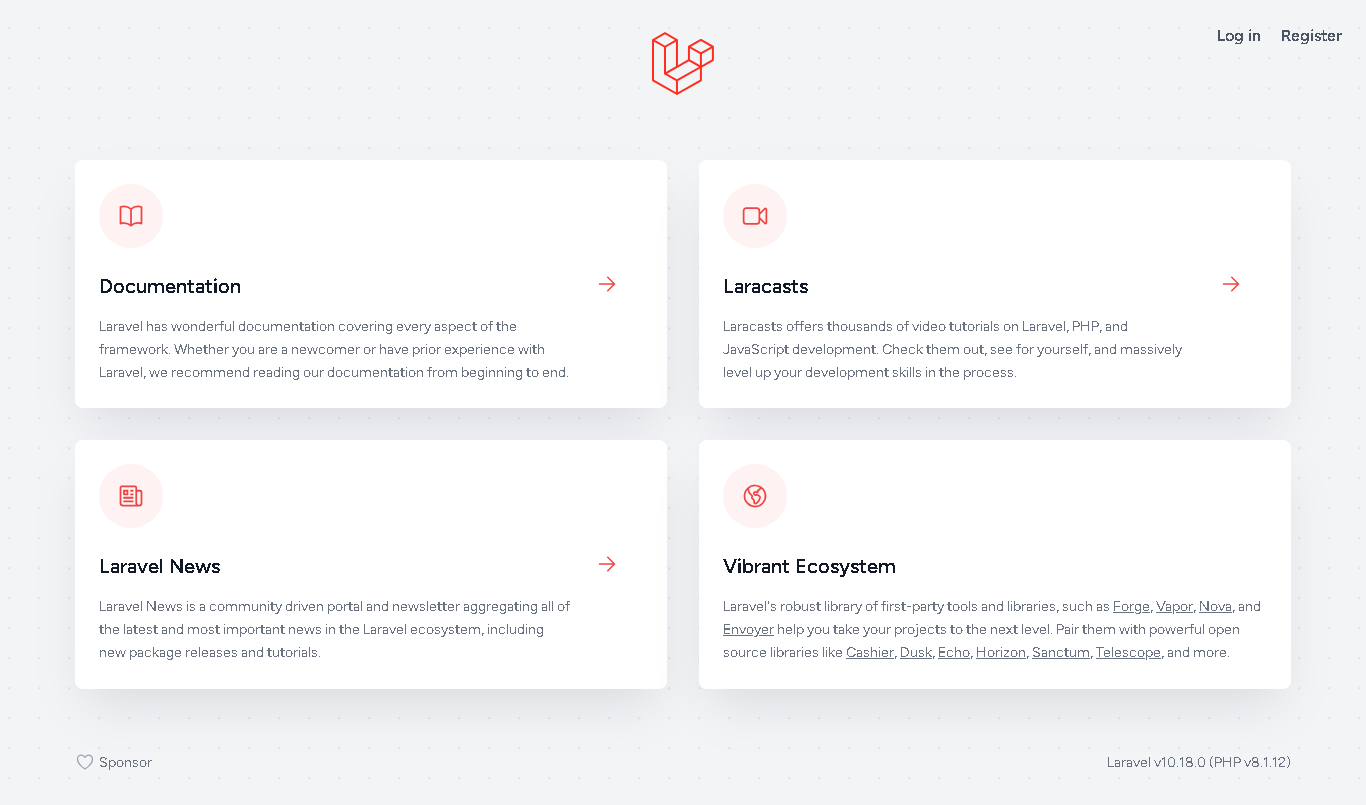 Log in Register
Documentation
Laravel has wonderful documentation covering every aspect of the
framework. Whether you are a newcomer or have prior experience with
Laravel, we recommend reading our documentation from beginning to end.
Laracasts
Laracasts offers thousands of video tutorials on Laravel, PHP, and
JavaScript development. Check them out, see for yourself, and massively
level up your development skills in the process.
Laravel News
Laravel News is a community driven portal and newsletter aggregating all of
the latest and most important news in the Laravel ecosystem, including
new package releases and tutorials.
Vibrant Ecosystem
Laravel's robust library of first-party tools and libraries, such as Forge, Vapor, Nova, and
Envoyer help you take your projects to the next level. Pair them with powerful open
source libraries like Cashier, Dusk, Echo, Horizon, Sanctum, Telescope, and more.
Sponsor
Laravel v10.18.0 (PHP v8.1.12)